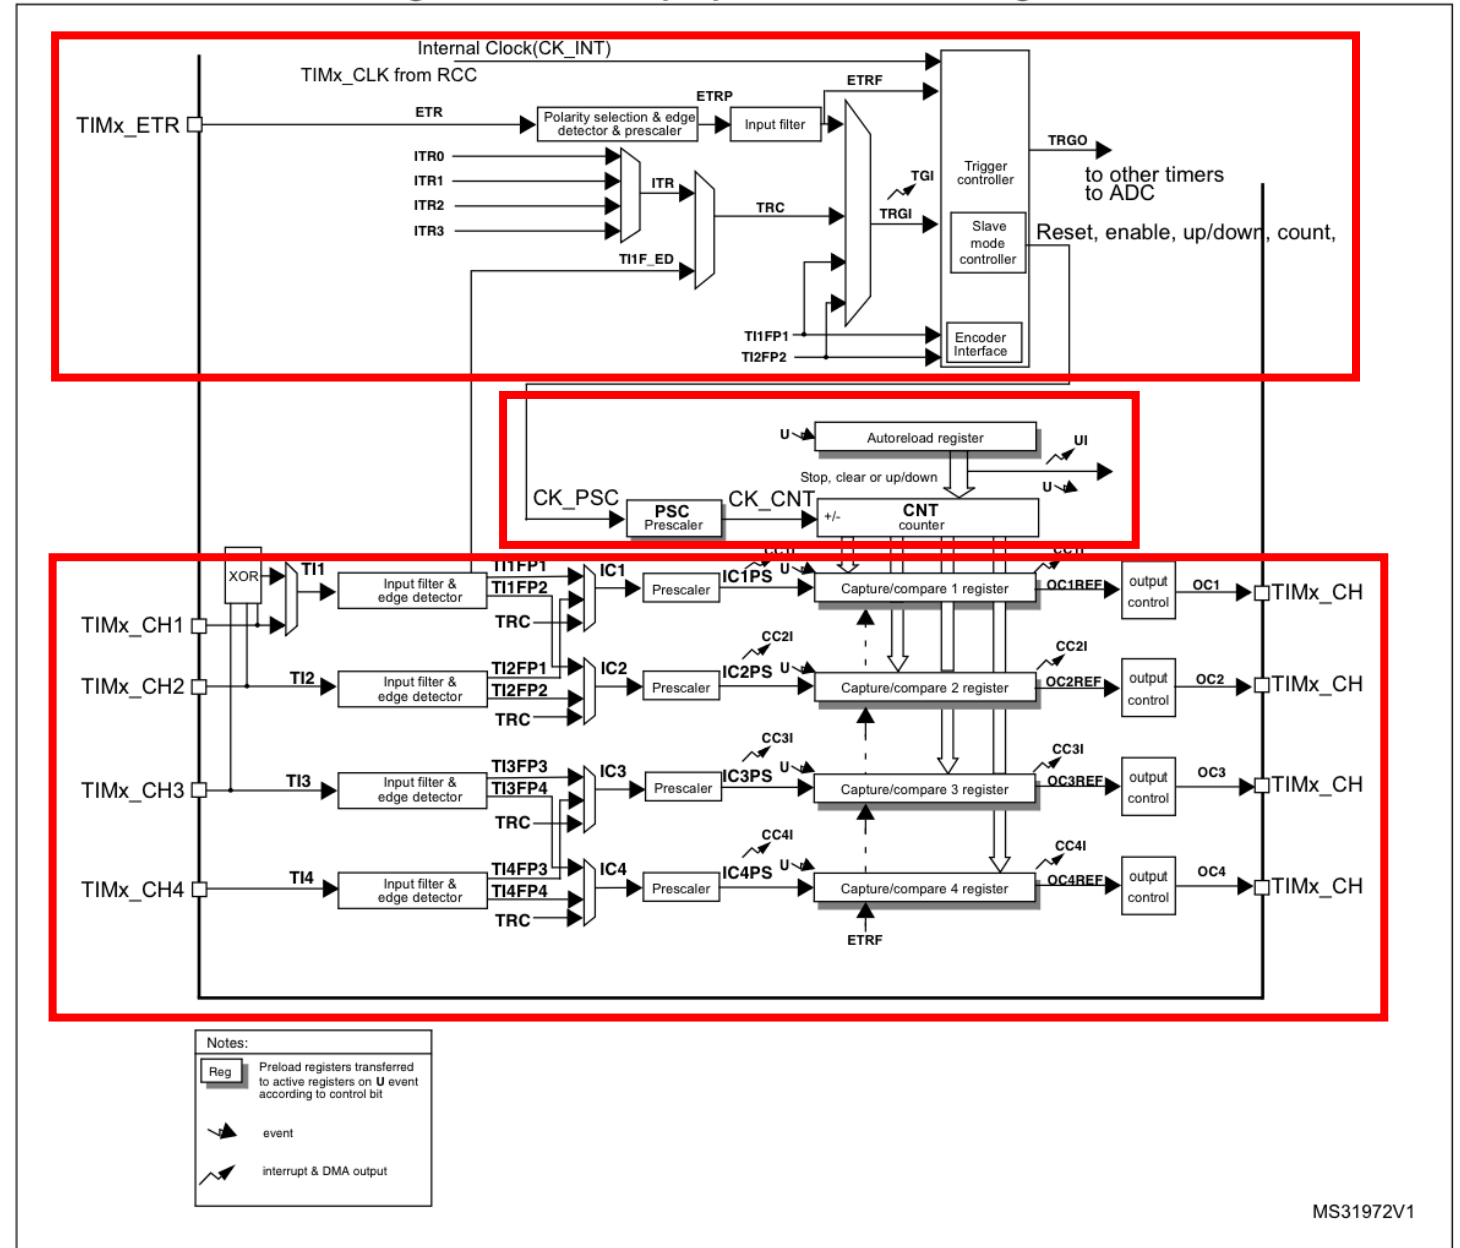 Internal Clock(CK_INT)
TIMx_CLK from RCC
ETRF
ETRP
ETR
TIMx_ETR
Polarity selection & edge
detector & prescaler
Input filter
ITR0
ITR1
ITR2
ITR3
ITR
TRC
TI1F_ED
TGI
TRGI
Trigger
controller
TRGO
to other timers
to ADC
Slave
mode
controller
Reset, enable, up/down, count,
TI1FP1
TI2FP2
Encoder
Interface
U
Autoreload register
UI
Stop, clear or up/down
U
CK_PSC
PSC
Prescaler
CK_CNT
+/-
CNT
counter
XOR
TI1
TIMx_CH1
Input filter &
edge detector
TI1FP1
TI1FP2
TRC
IC1
Prescaler
CC1I
U
IC1PS
Capture/compare 1 register
CC1I
OC1REF
output
control
OC1
TIMx_CH
TIMx_CH2
TI2
Input filter &
edge detector
TI2FP1
TI2FP2
TRC
IC2
Prescaler
CC2I
U
IC2PS
Capture/compare 2 register
CC2I
OC2REF
output
control
OC2
TIMx_CH
TIMx_CH3
TI3
Input filter &
edge detector
TI3FP3
TI3FP4
TRC
IC3
Prescaler
CC3I
U
IC3PS
Capture/compare 3 register
CC3I
OC3REF
output
control
OC3
TIMx_CH
TIMx_CH4
TI4
Input filter &
edge detector
TI4FP3
TI4FP4
TRC
IC4
Prescaler
CC4I
U
IC4PS
Capture/compare 4 register
CC4I
OC4REF
output
control
OC4
TIMx_CH
ETRF
Notes:
Reg
Preload registers transferred
to active registers on U event
according to control bit
event
interrupt & DMA output
MS31972V1